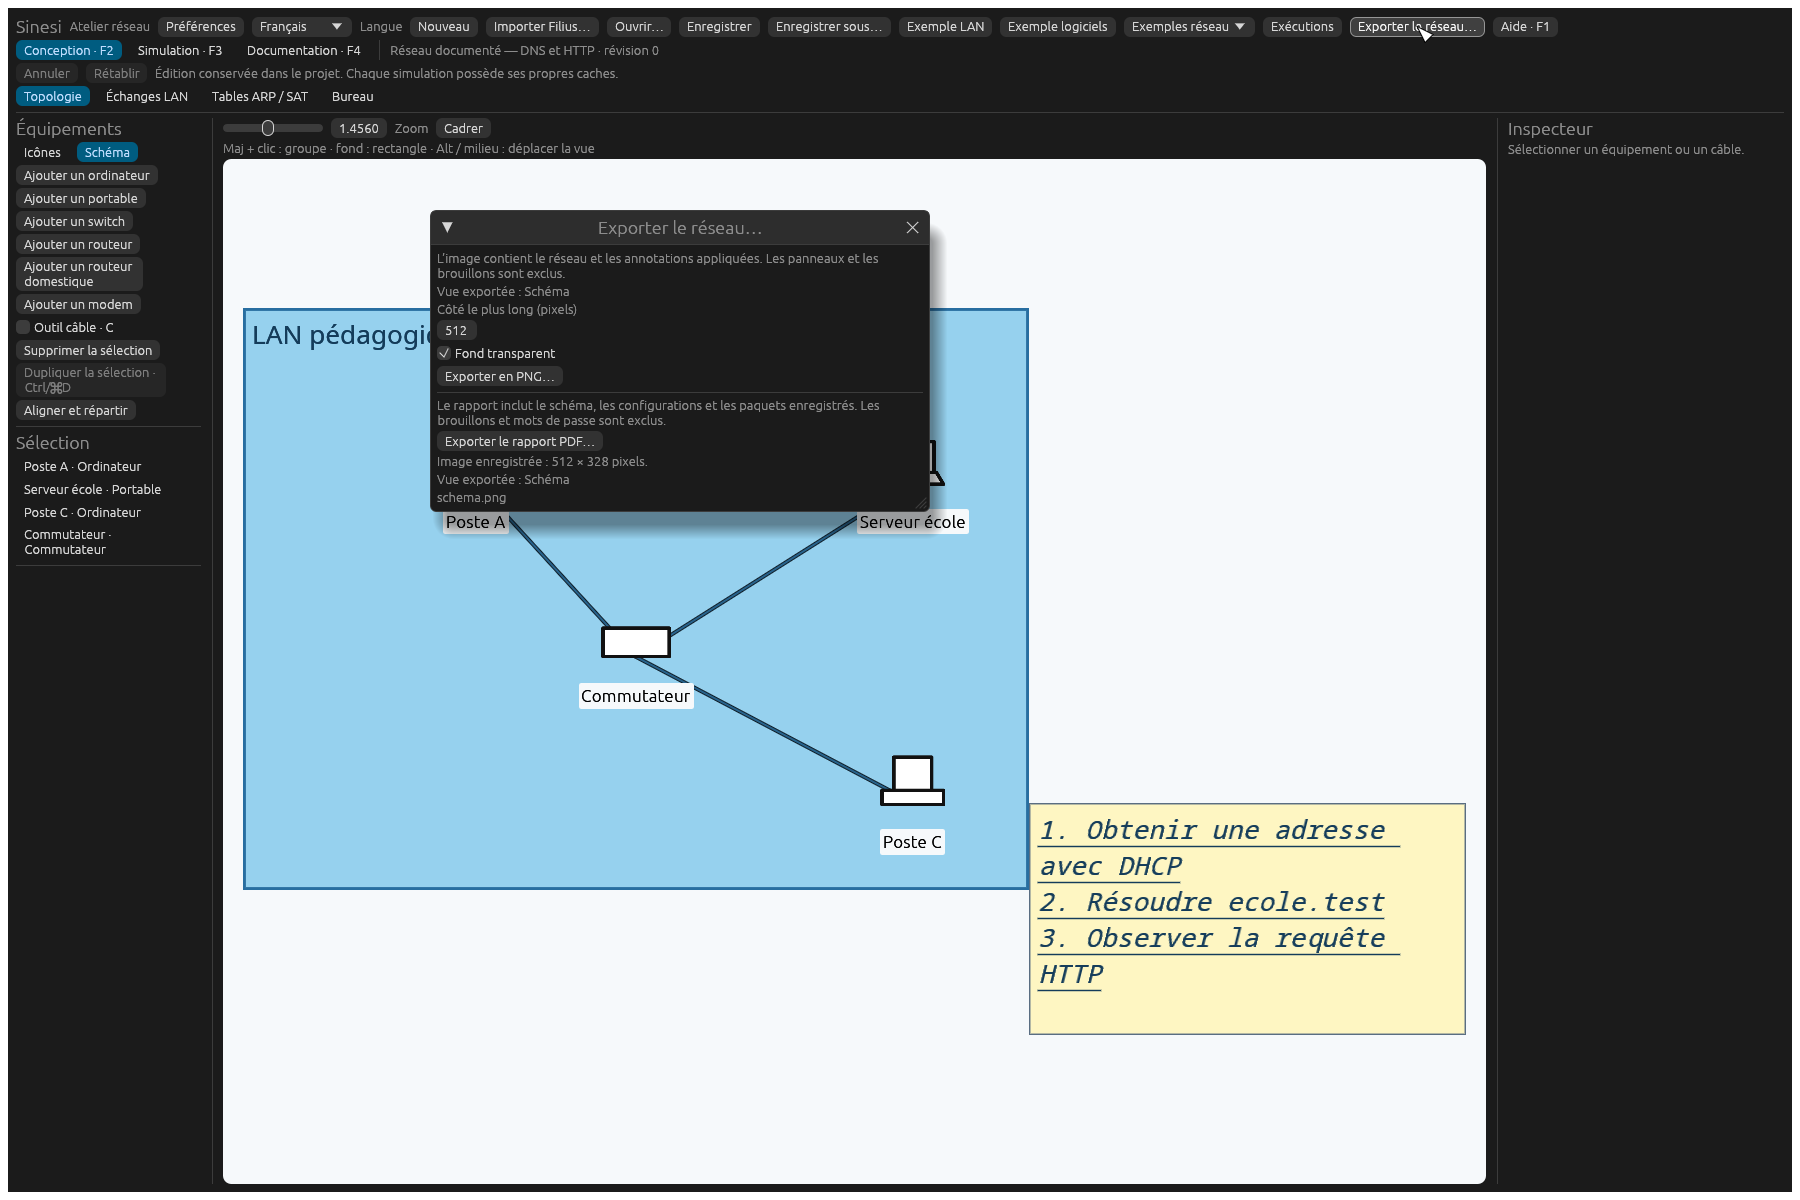 Sinesi Atelier réseau Préférences Français Langue Nouveau Importer Filius… Ouvrir… Enregistrer Enregistrer sous… Exemple LAN Exemple logiciels Exemples réseau Exécutions Exporter le réseau… Aide · F1
Conception · F2 Simulation · F3 Documentation · F4 Réseau documenté — DNS et HTTP · révision 0
Annuler Rétablir Édition conservée dans le projet. Chaque simulation possède ses propres caches.
Topologie Échanges LAN Tables ARP / SAT Bureau
Équipements
Icônes Schéma
Ajouter un ordinateur
Ajouter un portable
Ajouter un switch
Ajouter un routeur
Ajouter un routeur
domestique
Ajouter un modem
Outil câble · C
Supprimer la sélection
Dupliquer la sélection ·
Ctrl/⌘D
Aligner et répartir
Sélection
Poste A · Ordinateur
Serveur école · Portable
Poste C · Ordinateur
Commutateur ·
Commutateur
1.4560 Zoom Cadrer
Maj + clic : groupe · fond : rectangle · Alt / milieu : déplacer la vue
Exporter le réseau…
L'image contient le réseau et les annotations appliquées. Les panneaux et les
brouillons sont exclus.
Vue exportée : Schéma
Côté le plus long (pixels)
512
Fond transparent
Exporter en PNG…
Le rapport inclut le schéma, les configurations et les paquets enregistrés. Les
brouillons et mots de passe sont exclus.
Exporter le rapport PDF…
Image enregistrée : 512 × 328 pixels.
Vue exportée : Schéma
schema.png
LAN
Poste A
Serveur école
Commutateur
Poste C
1. Obtenir une adresse
avec DHCP
2. Résoudre ecole.test
3. Observer la requête
HTTP
Inspecteur
Sélectionner un équipement ou un câble.